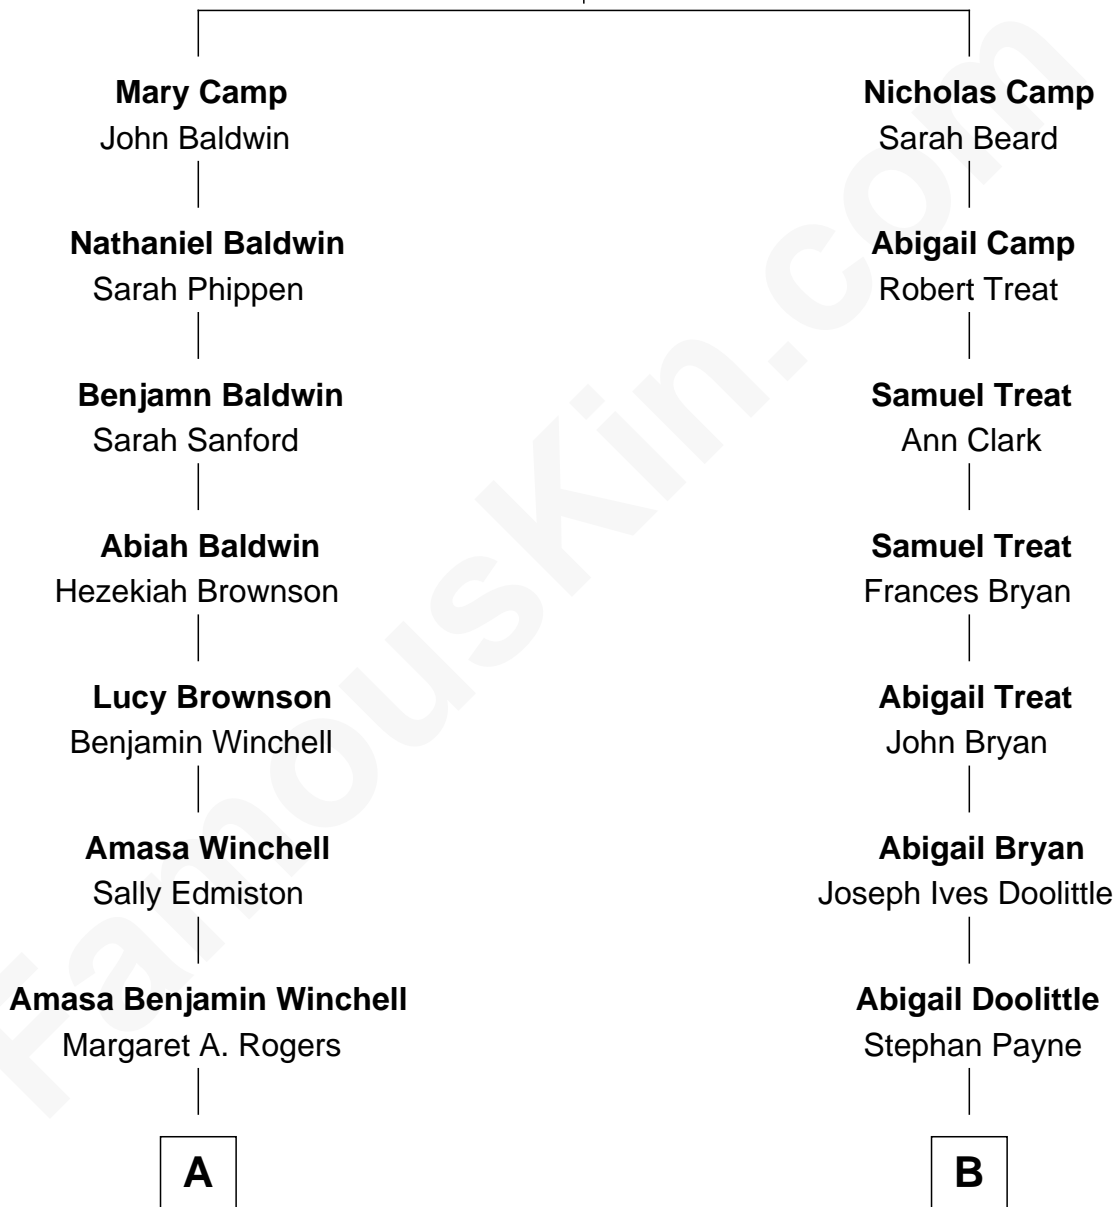 Mary Camp
John Baldwin
Nathaniel Baldwin
Sarah Phippen
Benjamn Baldwin
Sarah Sanford
Abiah Baldwin
Hezekiah Brownson
Lucy Brownson
Benjamin Winchell
Amasa Winchell
Sally Edmiston
Amasa Benjamin Winchell
Margaret A. Rogers
A
Nicholas Camp
Sarah Beard
Abigail Camp
Robert Treat
Samuel Treat
Ann Clark
Samuel Treat
Frances Bryan
Abigail Treat
John Bryan
Abigail Bryan
Joseph Ives Doolittle
Abigail Doolittle
Stephan Payne
B
FamousKin.com